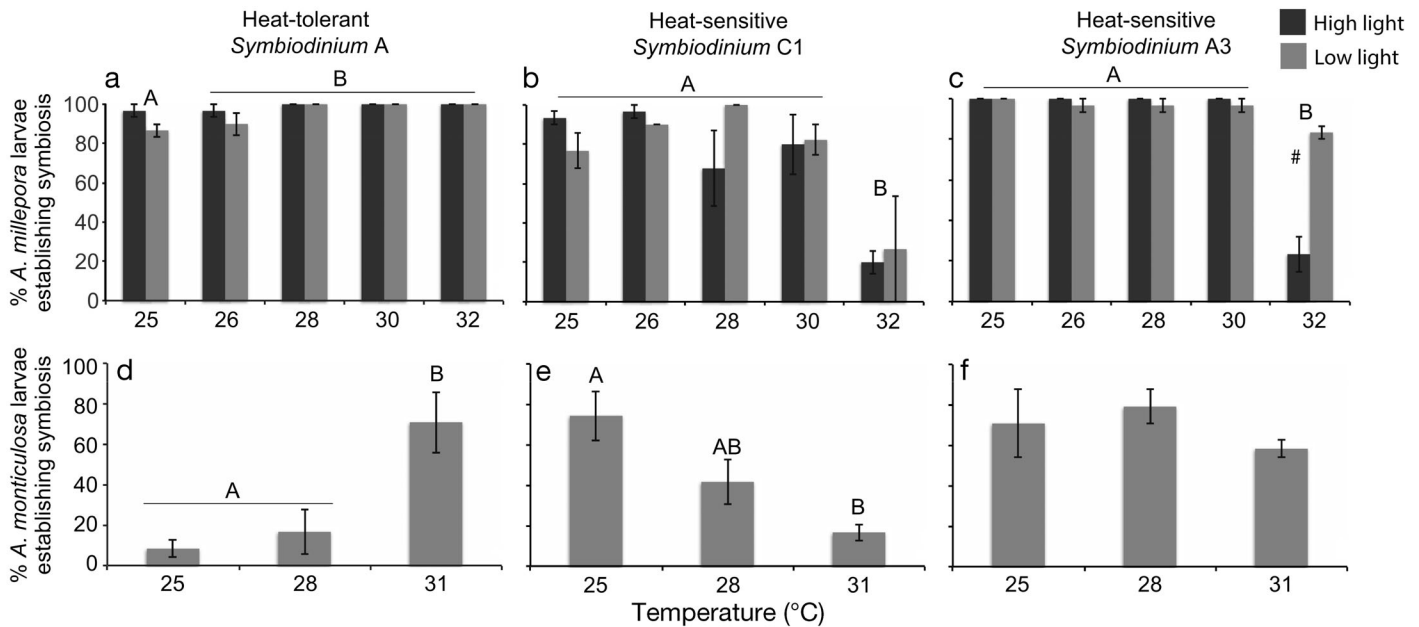 Heat-tolerant
Symbiodinium A
Heat-sensitive
Symbiodinium C1
Heat-sensitive
Symbiodinium A3
High light
Low light
% A. millepora larvae
establishing symbiosis
100
80
60
40
20
0
a
A
B
25 26 28 30 32
b
A
B
25 26 28 30 32
c
A
B
#
25 26 28 30 32
% A. monticulosa larvae
establishing symbiosis
100
80
60
40
20
0
d
A
B
25 28 31
e
A
AB
B
25 28 31
f
25 28 31
Temperature (°C)